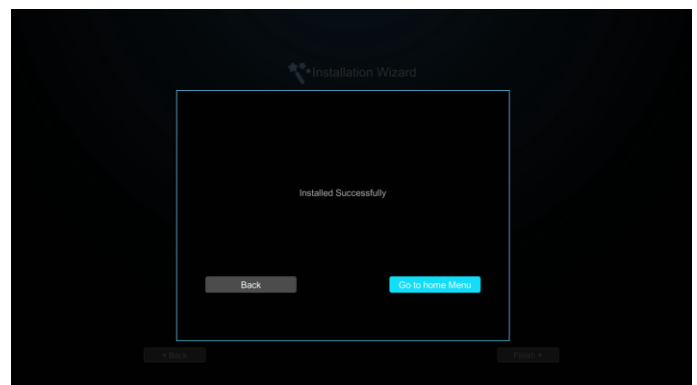 Installation Wizard
Installed Successfully
Back
Go to home Menu
Back
Finish